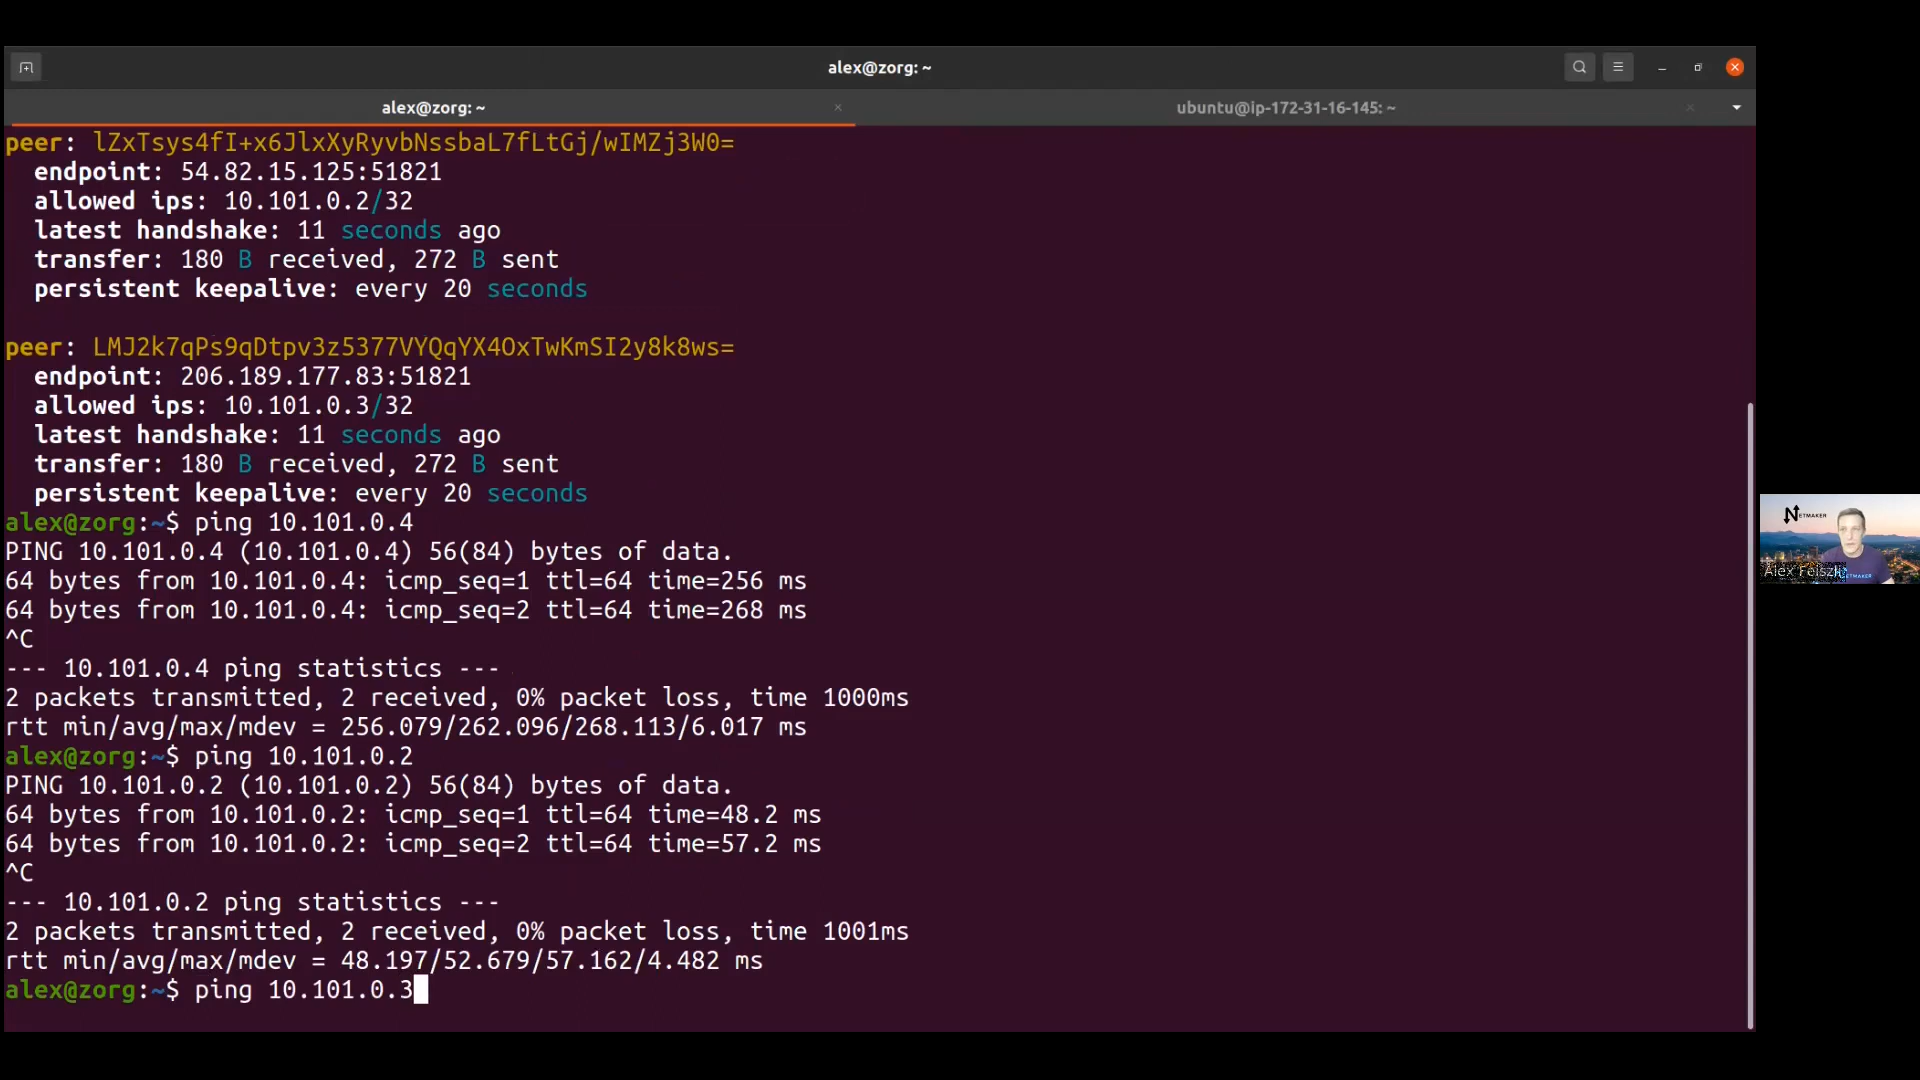 alex@zorg: ~
alex@zorg: ~
ubuntu@ip-172-31-16-145: ~
peer: lZxTsys4fI+x6JlxXyRyvbNssbaL7fLtGj/wIMZj3W0=
endpoint: 54.82.15.125:51821
allowed ips: 10.101.0.2/32
latest handshake: 11 seconds ago
transfer: 180 B received, 272 B sent
persistent keepalive: every 20 seconds
peer: LMJ2k7qPs9qDtpv3z5377VYQqYX4OxTwKmSI2y8k8ws=
endpoint: 206.189.177.83:51821
allowed ips: 10.101.0.3/32
latest handshake: 11 seconds ago
transfer: 180 B received, 272 B sent
persistent keepalive: every 20 seconds
alex@zorg:~$ ping 10.101.0.4
PING 10.101.0.4 (10.101.0.4) 56(84) bytes of data.
64 bytes from 10.101.0.4: icmp_seq=1 ttl=64 time=256 ms
64 bytes from 10.101.0.4: icmp_seq=2 ttl=64 time=268 ms
^C
--- 10.101.0.4 ping statistics ---
2 packets transmitted, 2 received, 0% packet loss, time 1000ms
rtt min/avg/max/mdev = 256.079/262.096/268.113/6.017 ms
alex@zorg:~$ ping 10.101.0.2
PING 10.101.0.2 (10.101.0.2) 56(84) bytes of data.
64 bytes from 10.101.0.2: icmp_seq=1 ttl=64 time=48.2 ms
64 bytes from 10.101.0.2: icmp_seq=2 ttl=64 time=57.2 ms
^C
--- 10.101.0.2 ping statistics ---
2 packets transmitted, 2 received, 0% packet loss, time 1001ms
rtt min/avg/max/mdev = 48.197/52.679/57.162/4.482 ms
alex@zorg:~$ ping 10.101.0.3
NETMAKER
Alex
NETMAKER